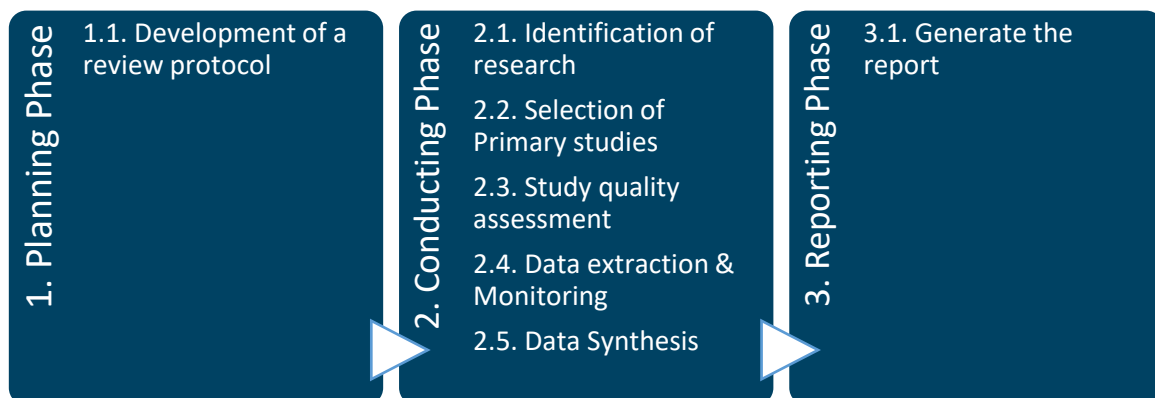 1. Planning Phase
1.1. Development of a
review protocol
2. Conducting Phase
2.1. Identification of
research
2.2. Selection of
Primary studies
2.3. Study quality
assessment
2.4. Data extraction &
Monitoring
2.5. Data Synthesis
3. Reporting Phase
3.1. Generate the
report